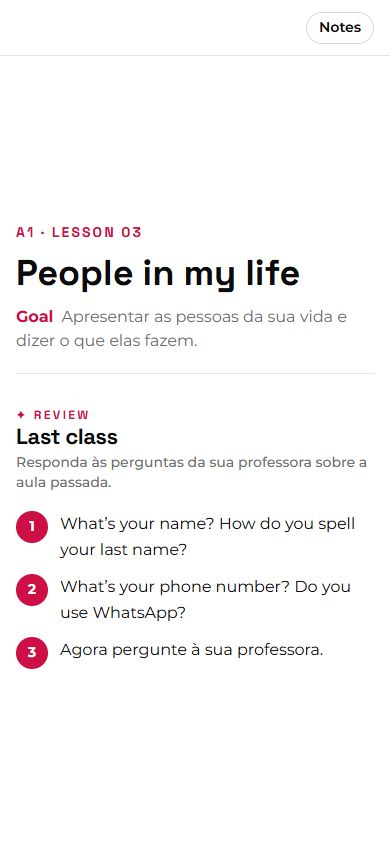 Notes
A1 · LESSON 03
People in my life
Goal Apresentar as pessoas da sua vida e
dizer o que elas fazem.
✦ REVIEW
Last class
Responda às perguntas da sua professora sobre a
aula passada.
1 What’s your name? How do you spell
your last name?
2 What’s your phone number? Do you
use WhatsApp?
3 Agora pergunte à sua professora.